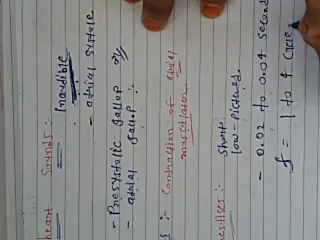 heart Sounds :- Inaudible
- atrial systole
- Presystolic gallop or
- atrial gallop :
s :- Contraction of atrial
musculature
:- Short
low-pitched.
- 0.02 to 0.04 second
f = 1 to 4 Cycle